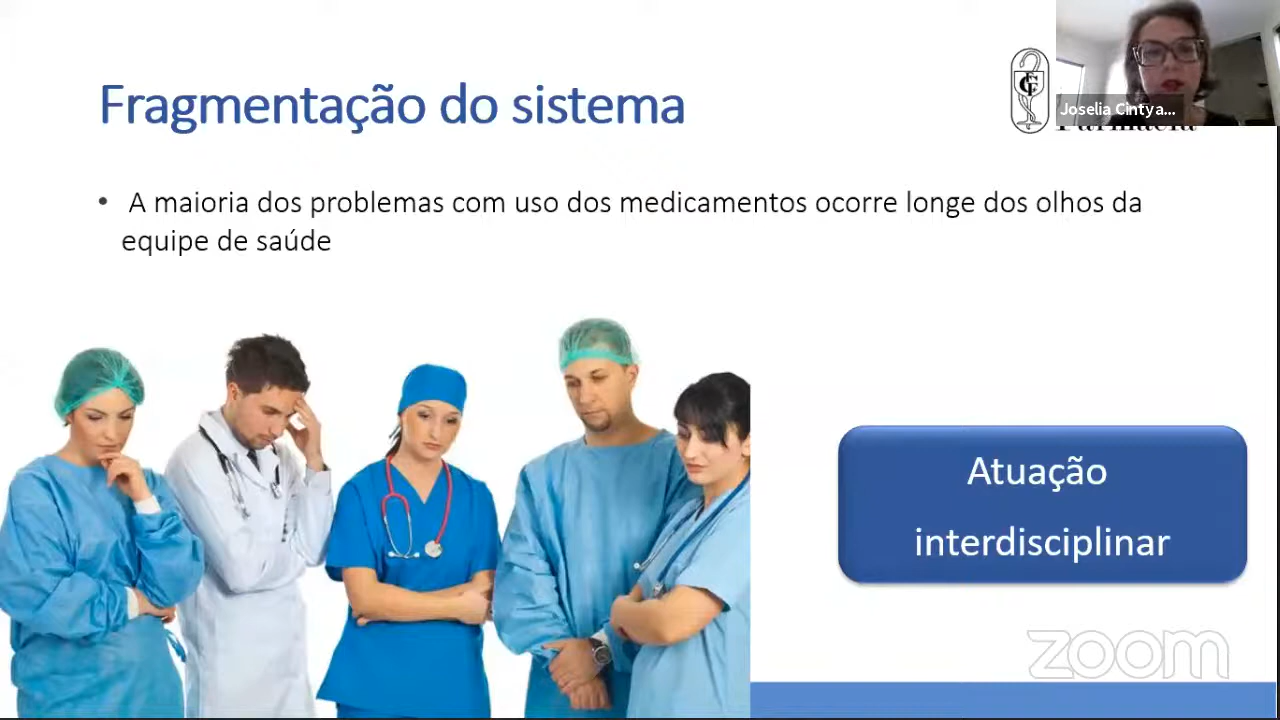 Fragmentação do sistema
Joselia Cintya...
Farmácia
• A maioria dos problemas com uso dos medicamentos ocorre longe dos olhos da
equipe de saúde
Atuação
interdisciplinar
zoom